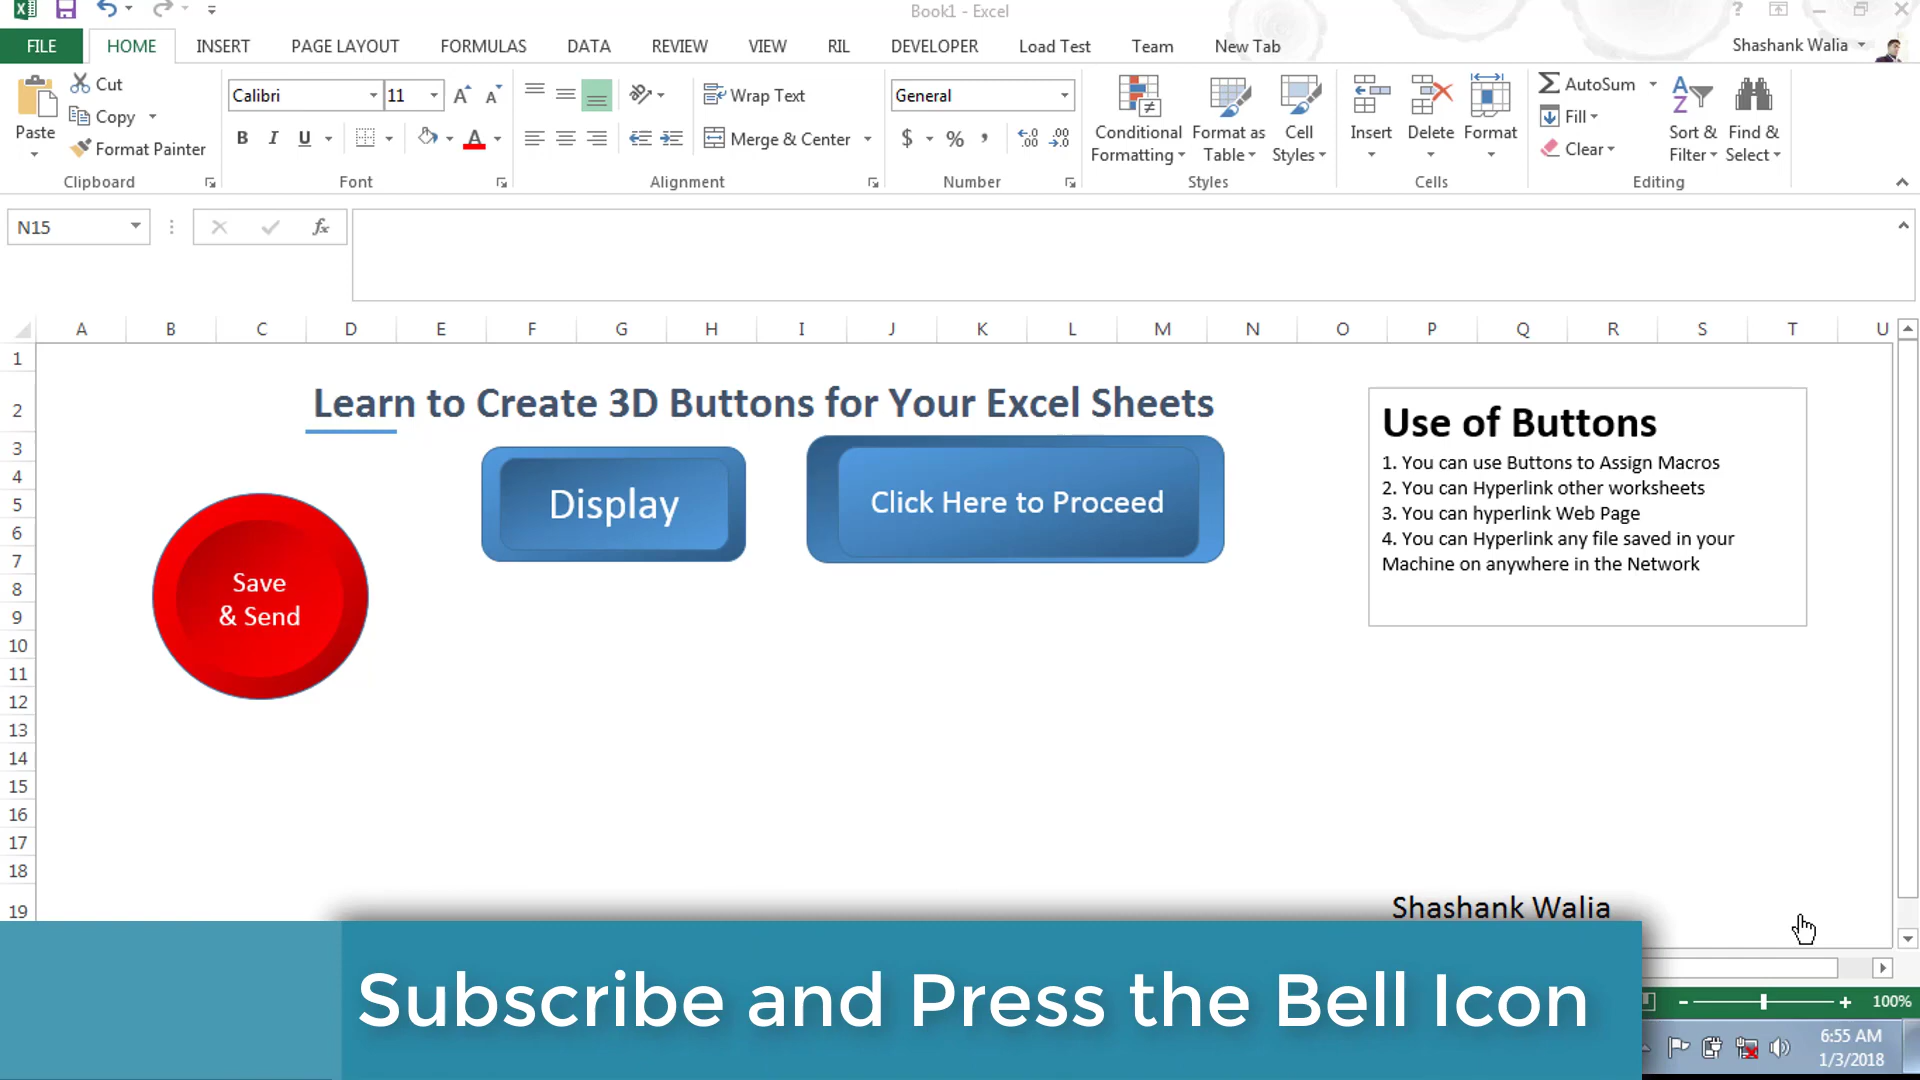 Book1 - Excel
?
FILE HOME INSERT PAGE LAYOUT FORMULAS DATA REVIEW VIEW RIL DEVELOPER Load Test Team New Tab Shashank Walia
Paste
Cut
Copy
Format Painter
Clipboard
Calibri 11
B I U A
Font
Wrap Text
Merge & Center
Alignment
General
$ % ,
Number
Conditional Formatting
Format as Table
Cell Styles
Styles
Insert Delete Format
Cells
AutoSum
Fill
Clear
Sort & Filter
Find & Select
Editing
N15 fx
A B C D E F G H I J K L M N O P Q R S T U
1
2
3
4
5
6
7
8
9
10
11
12
13
14
15
16
17
18
19
Learn to Create 3D Buttons for Your Excel Sheets
Display
Click Here to Proceed
Save
& Send
Use of Buttons
1. You can use Buttons to Assign Macros
2. You can Hyperlink other worksheets
3. You can hyperlink Web Page
4. You can Hyperlink any file saved in your
Machine on anywhere in the Network
Shashank Walia
Subscribe and Press the Bell Icon
100%
6:55 AM
1/3/2018